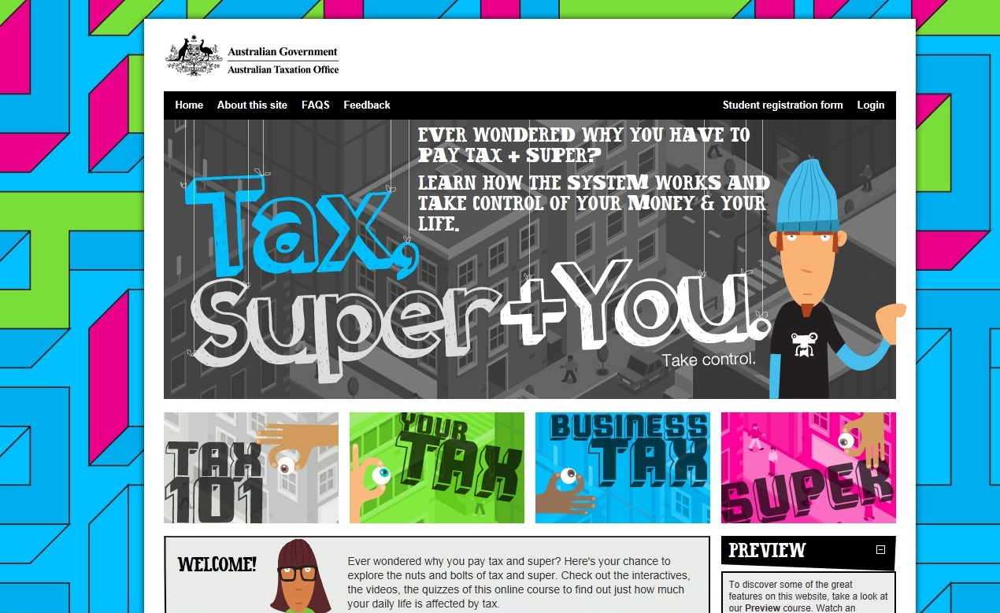 Australian Government
Australian Taxation Office
Home About this site FAQS Feedback Student registration form Login
EVER WONDERED WHY YOU HAVE TO
PAY TAX + SUPER?
LEARN HOW THE SYSTEM WORKS AND
TAKE CONTROL OF YOUR MONEY & YOUR
LIFE.
Tax,
Super+You.
Take control.
TAX
101
YOUR
TAX
BUSINESS
TAX
SUPER
WELCOME!
Ever wondered why you pay tax and super? Here's your chance to
explore the nuts and bolts of tax and super. Check out the interactives,
the videos, the quizzes of this online course to find out just how much
your daily life is affected by tax.
PREVIEW
To discover some of the great
features on this website, take a look at
our Preview course. Watch an